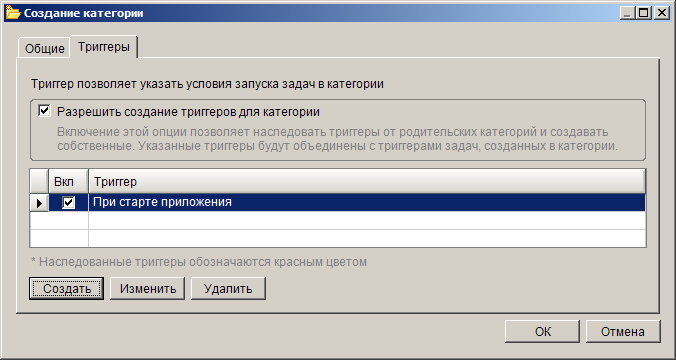 Создание категории
Общие
Триггеры
Триггер позволяет указать условия запуска задач в категории
Разрешить создание триггеров для категории
Включение этой опции позволяет наследовать триггеры от родительских категорий и создавать
собственные. Указанные триггеры будут объединены с триггерами задач, созданных в категории.
Вкл Триггер
При старте приложения
* Наследованные триггеры обозначаются красным цветом
Создать Изменить Удалить
ОК Отмена